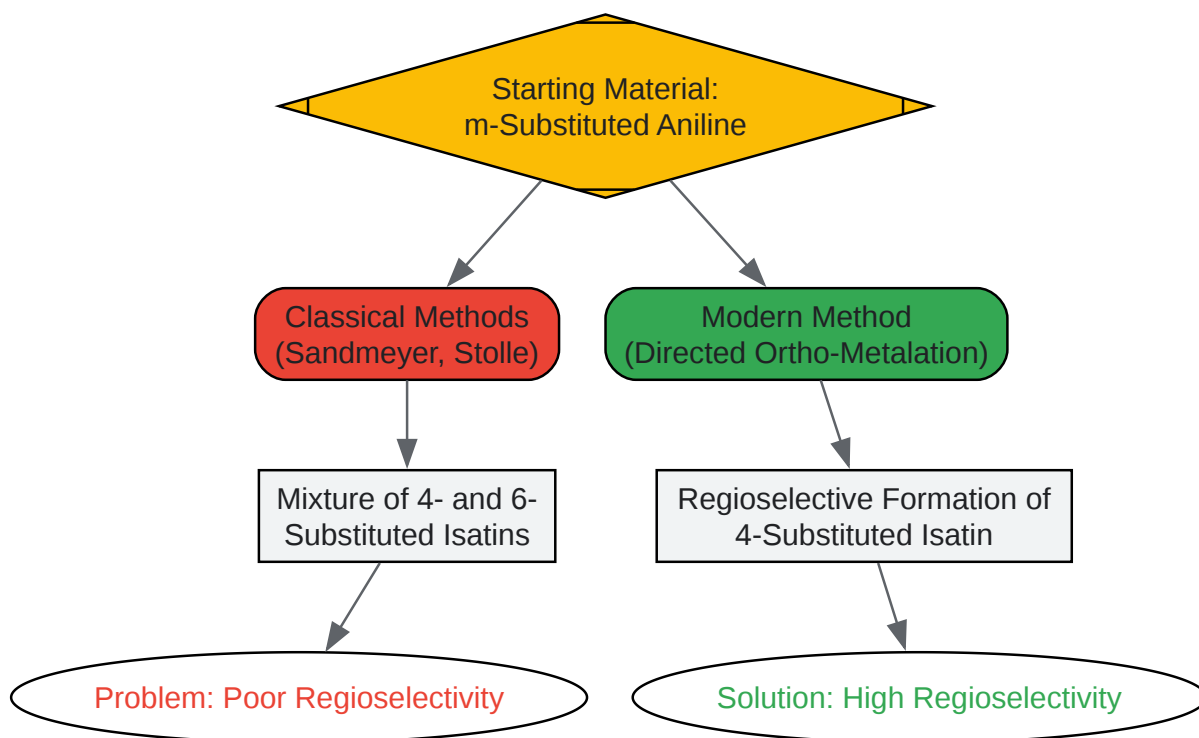 Starting Material:
m-Substituted Aniline
Classical Methods
(Sandmeyer, Stolle)
Modern Method
(Directed Ortho-Metalation)
Mixture of 4- and 6-
Substituted Isatins
Regioselective Formation of
4-Substituted Isatin
Problem: Poor Regioselectivity
Solution: High Regioselectivity